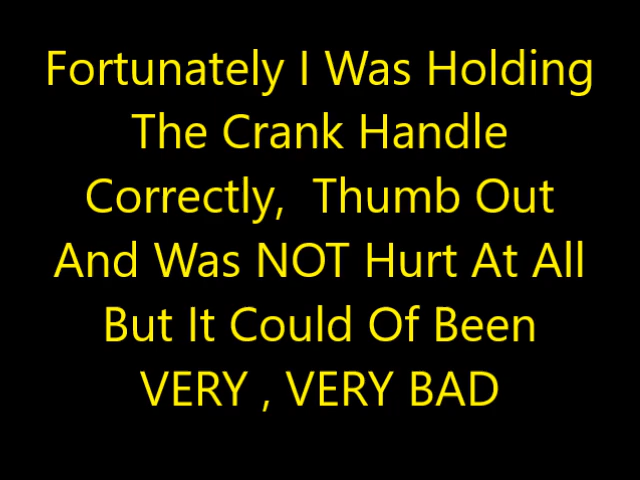 Fortunately I Was Holding
The Crank Handle
Correctly,  Thumb Out
And Was NOT Hurt At All
But It Could Of Been
VERY , VERY BAD